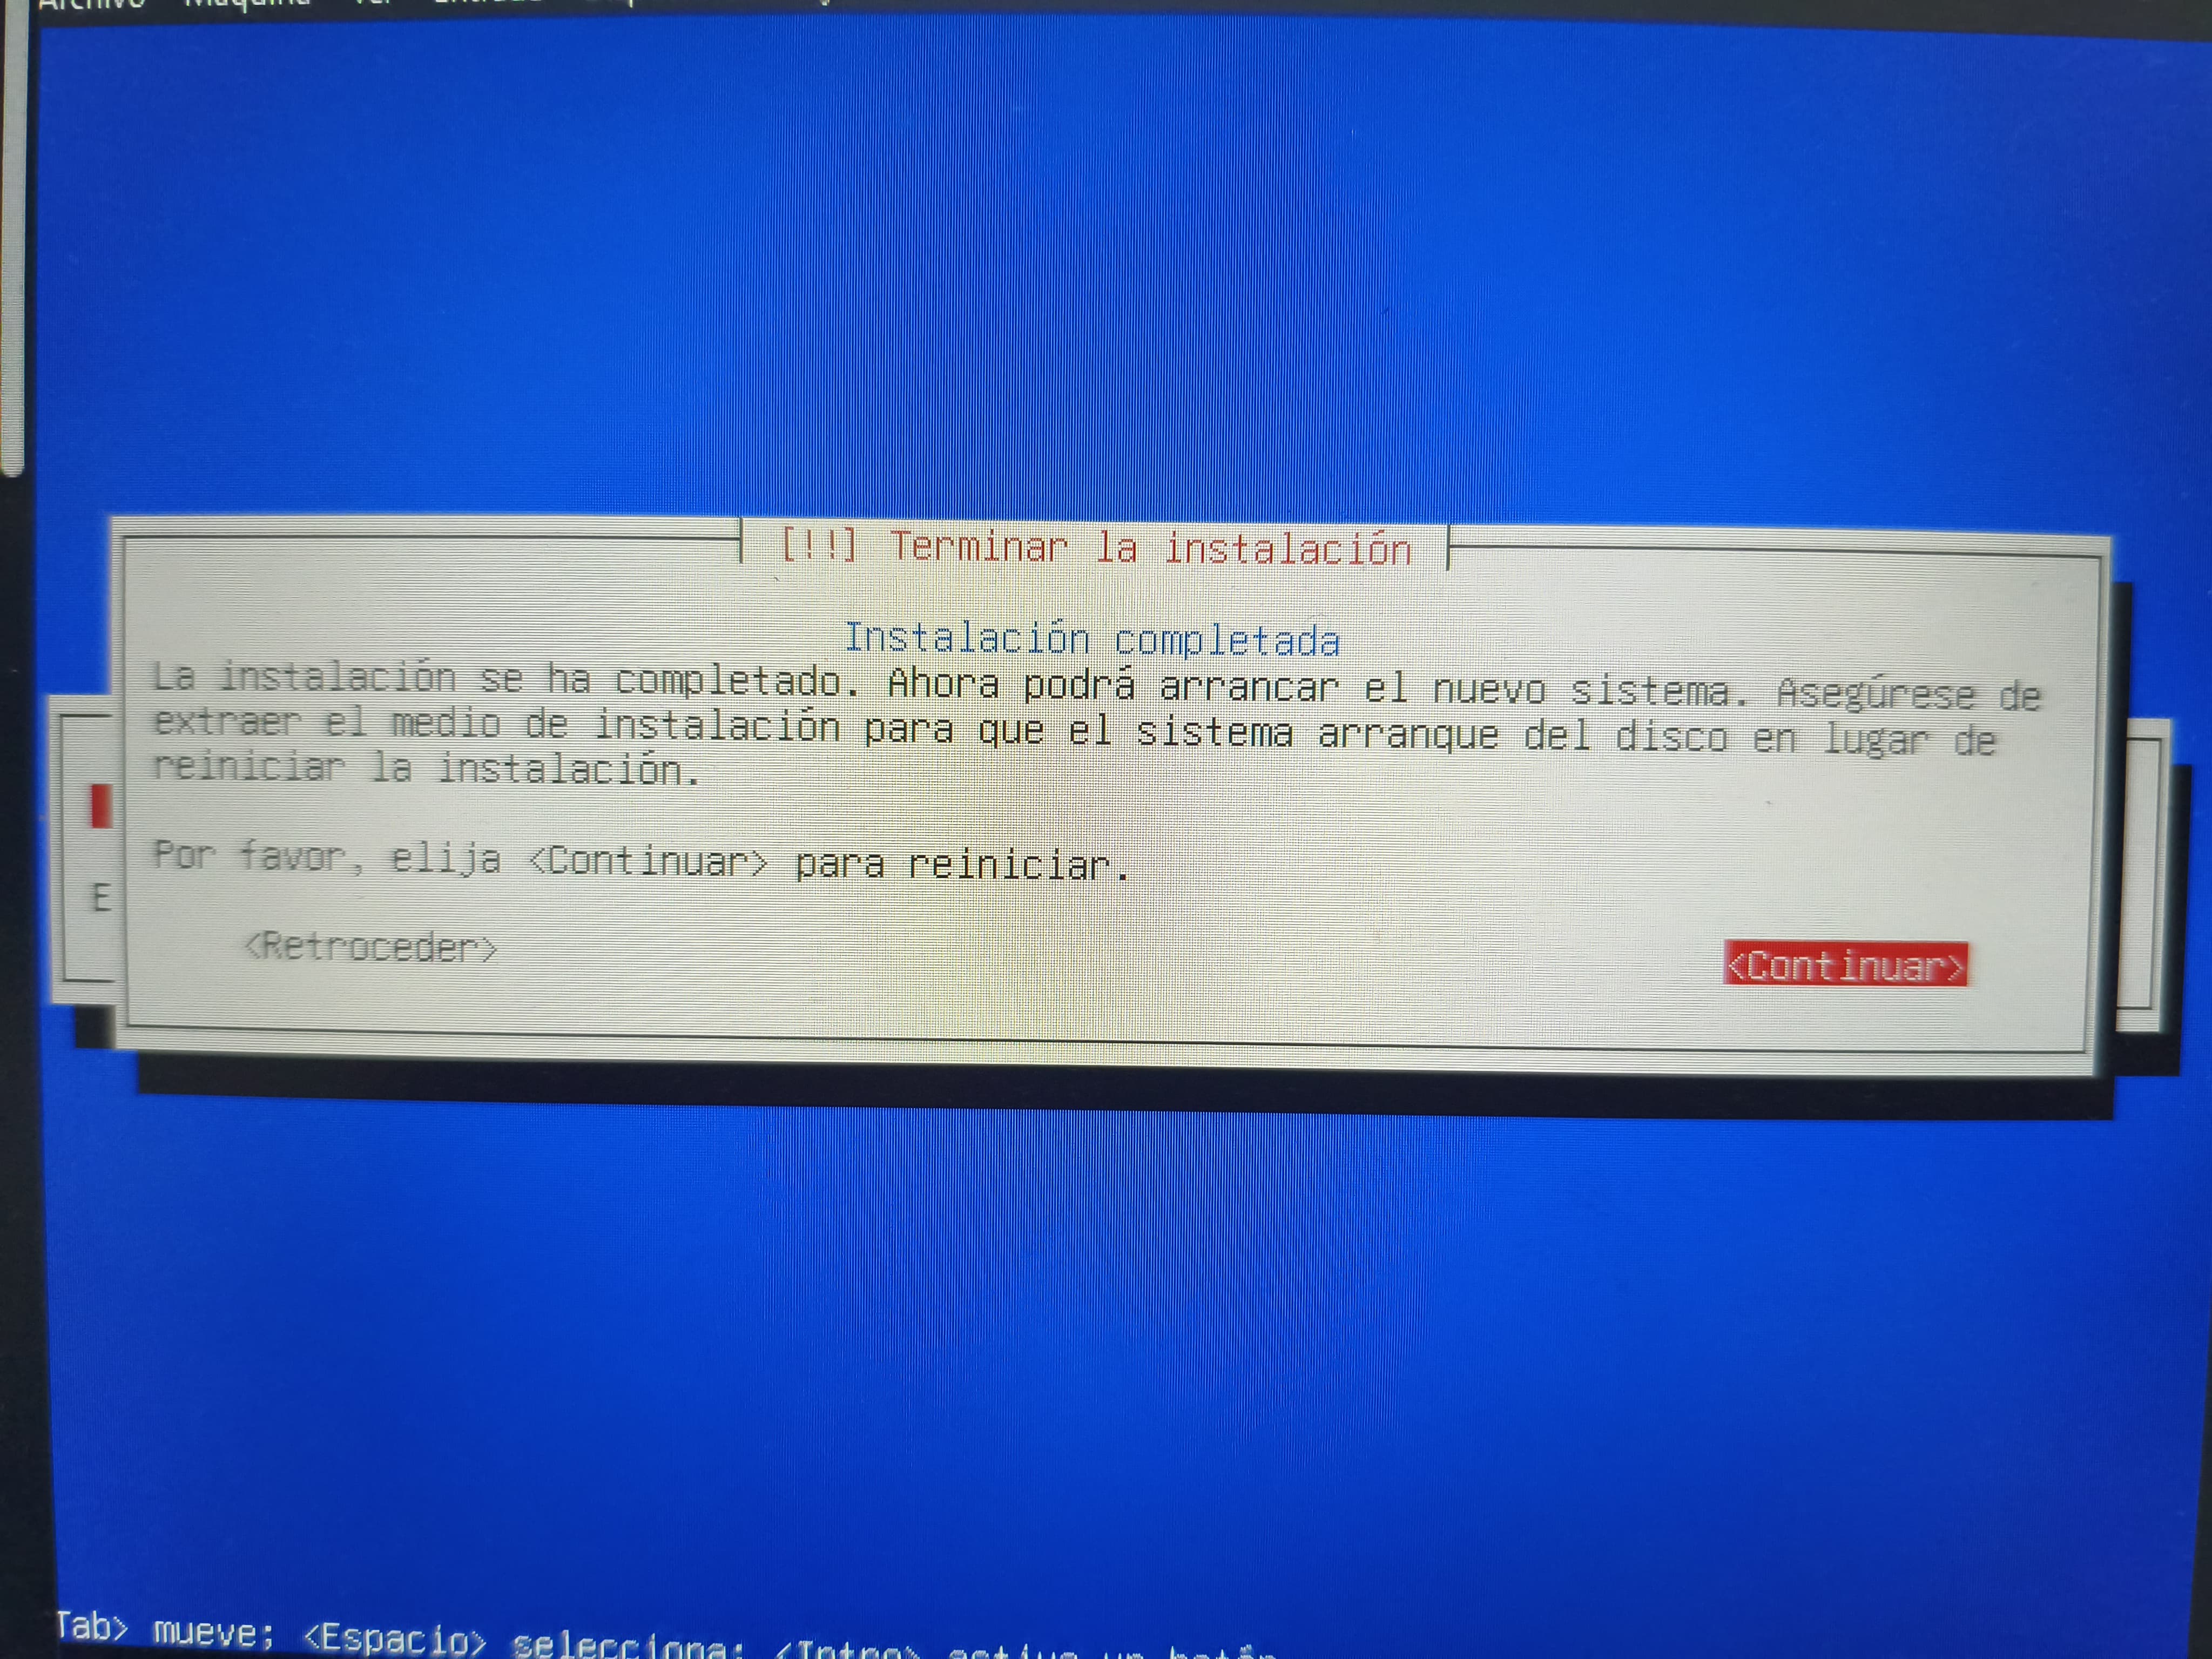 Archivo Máquina Ver Entrada
[!!] Terminar la instalación
Instalación completada
La instalación se ha completado. Ahora podrá arrancar el nuevo sistema. Asegúrese de
extraer el medio de instalación para que el sistema arranque del disco en lugar de
reiniciar la instalación.
Por favor, elija <Continuar> para reiniciar.
E
<Retroceder> <Continuar>
Tab> mueve; <Espacio> selecciona; <Intro> activa un botón